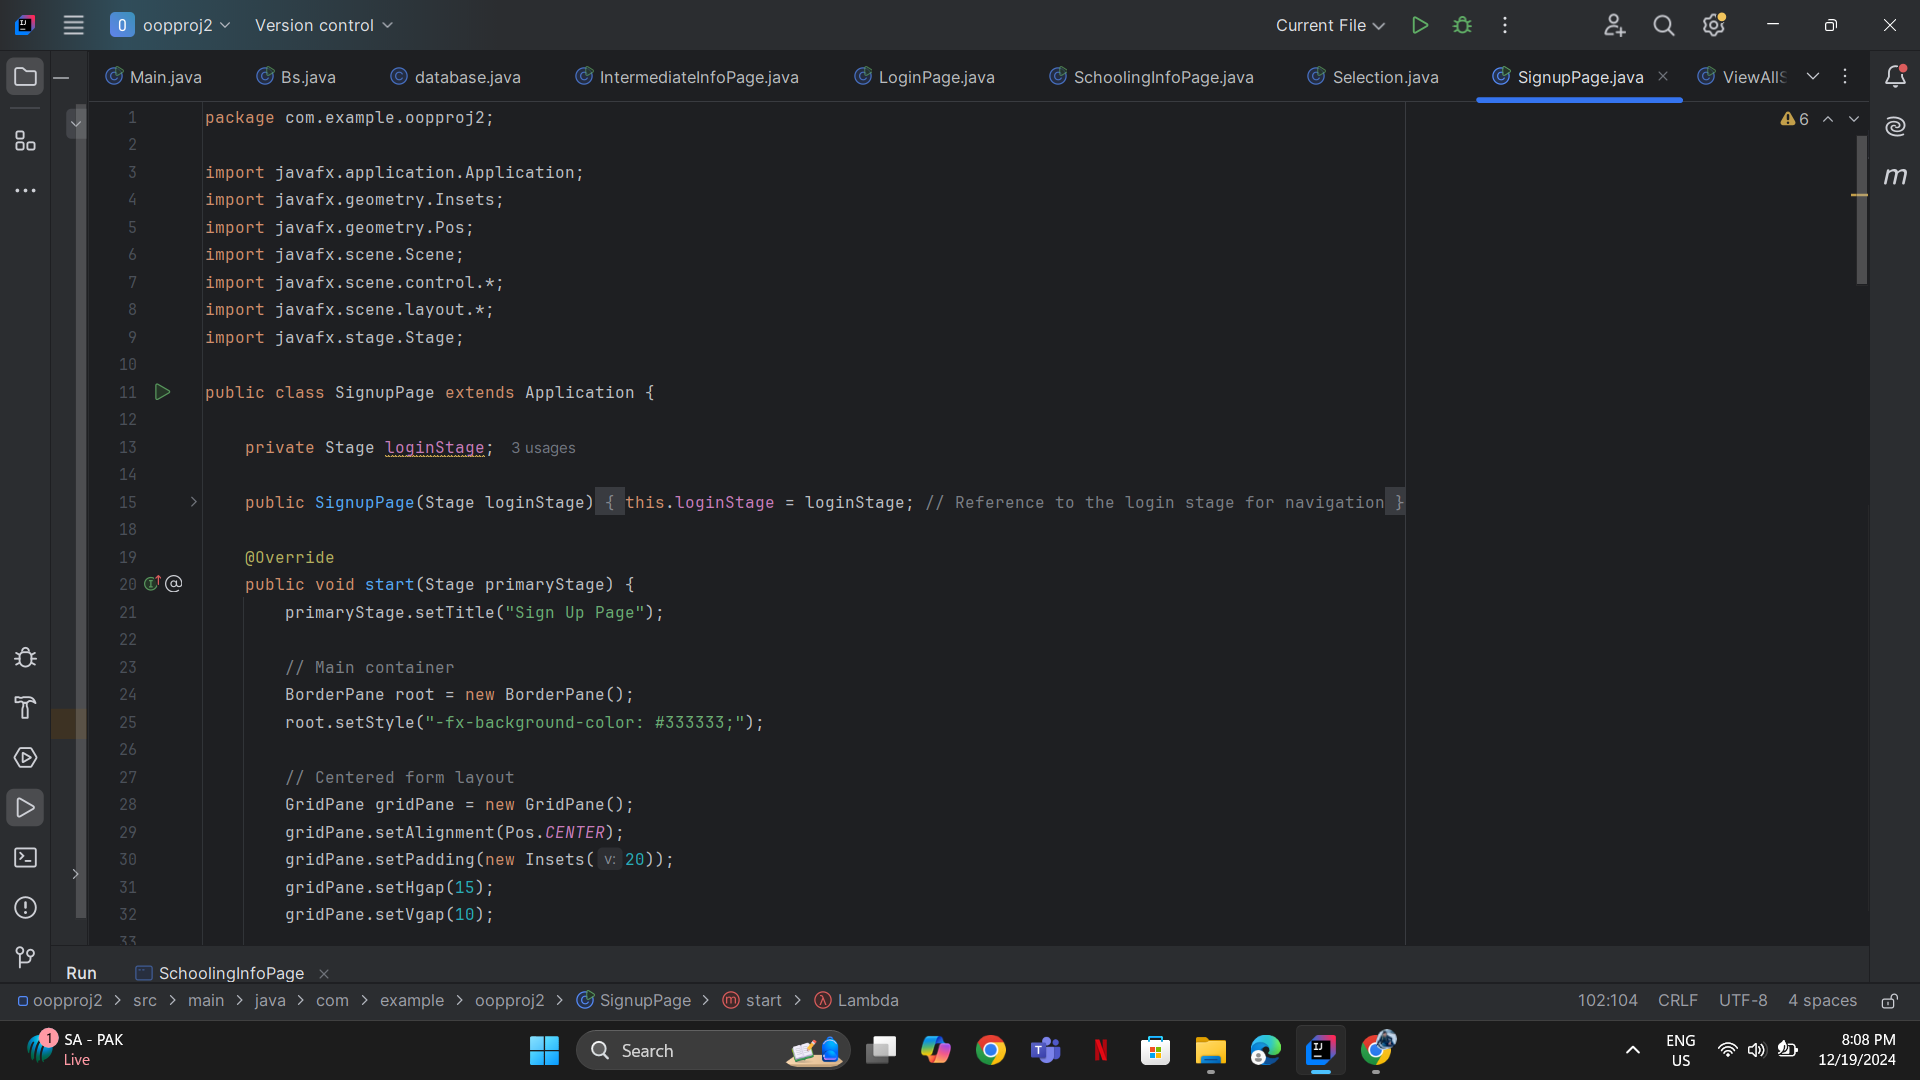 oopproj2 Version control Current File
Main.java Bs.java database.java IntermediateInfoPage.java LoginPage.java SchoolingInfoPage.java Selection.java SignupPage.java ViewAllS
6
1 package com.example.oopproj2;
2
3 import javafx.application.Application;
4 import javafx.geometry.Insets;
5 import javafx.geometry.Pos;
6 import javafx.scene.Scene;
7 import javafx.scene.control.*;
8 import javafx.scene.layout.*;
9 import javafx.stage.Stage;
10
11 public class SignupPage extends Application {
12
13 private Stage loginStage; 3 usages
14
15 public SignupPage(Stage loginStage) { this.loginStage = loginStage; // Reference to the login stage for navigation }
18
19 @Override
20 public void start(Stage primaryStage) {
21 primaryStage.setTitle("Sign Up Page");
22
23 // Main container
24 BorderPane root = new BorderPane();
25 root.setStyle("-fx-background-color: #333333;");
26
27 // Centered form layout
28 GridPane gridPane = new GridPane();
29 gridPane.setAlignment(Pos.CENTER);
30 gridPane.setPadding(new Insets( v: 20));
31 gridPane.setHgap(15);
32 gridPane.setVgap(10);
33
Run SchoolingInfoPage
oopproj2 > src > main > java > com > example > oopproj2 > SignupPage > start > Lambda 102:104 CRLF UTF-8 4 spaces
1 SA - PAK
Live
Search
ENG
US
8:08 PM
12/19/2024